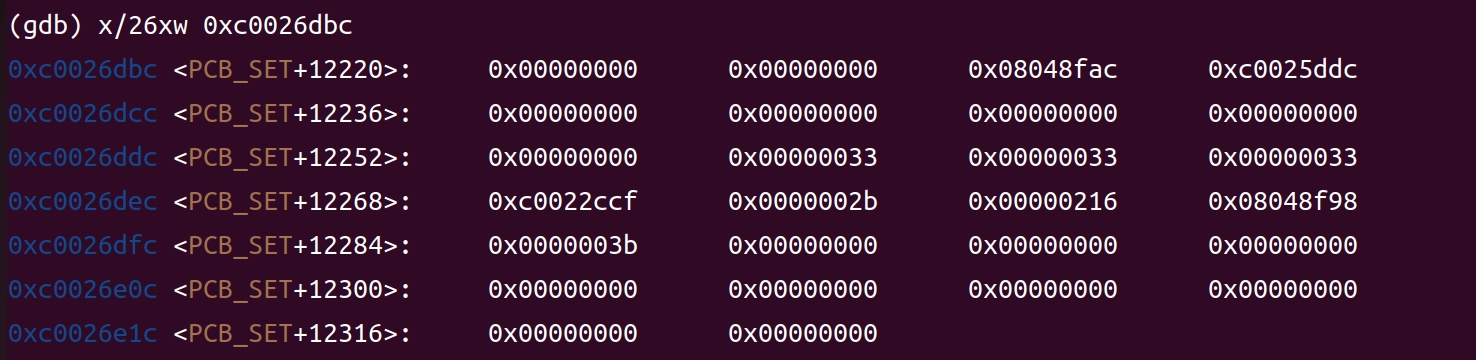 (gdb) x/26xw 0xc0026dbc
0xc0026dbc <PCB_SET+12220>: 0x00000000 0x00000000 0x08048fac 0xc0025ddc
0xc0026dcc <PCB_SET+12236>: 0x00000000 0x00000000 0x00000000 0x00000000
0xc0026ddc <PCB_SET+12252>: 0x00000000 0x00000033 0x00000033 0x00000033
0xc0026dec <PCB_SET+12268>: 0xc0022ccf 0x0000002b 0x00000216 0x08048f98
0xc0026dfc <PCB_SET+12284>: 0x0000003b 0x00000000 0x00000000 0x00000000
0xc0026e0c <PCB_SET+12300>: 0x00000000 0x00000000 0x00000000 0x00000000
0xc0026e1c <PCB_SET+12316>: 0x00000000 0x00000000